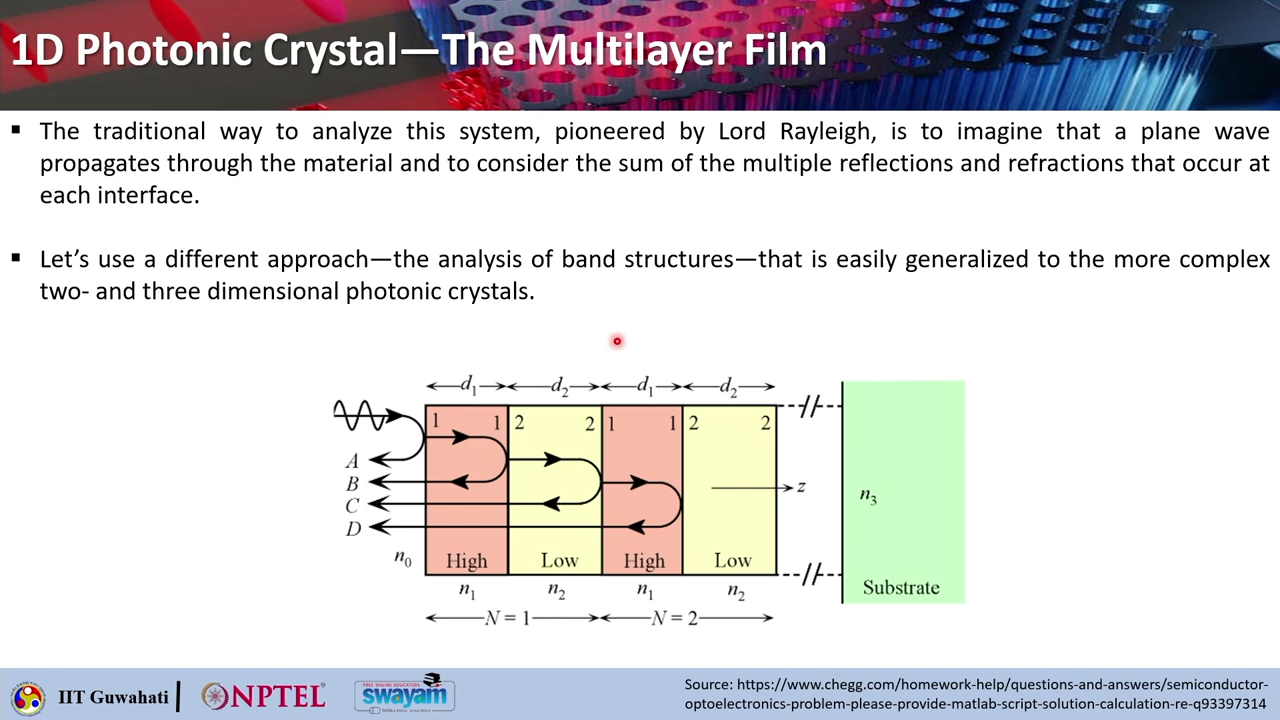 1D Photonic Crystal—The Multilayer Film
▪ The traditional way to analyze this system, pioneered by Lord Rayleigh, is to imagine that a plane wave
propagates through the material and to consider the sum of the multiple reflections and refractions that occur at
each interface.
▪ Let’s use a different approach—the analysis of band structures—that is easily generalized to the more complex
two- and three dimensional photonic crystals.
d₁ d₂ d₁ d₂
1 1 2 2 1 1 2 2
A
B
C
D
z
n₃
n₀
High Low High Low
Substrate
n₁ n₂ n₁ n₂
N = 1 N = 2
IIT Guwahati
NPTEL
FREE ONLINE EDUCATION
swayam
Source: https://www.chegg.com/homework-help/questions-and-answers/semiconductor-
optoelectronics-problem-please-provide-matlab-script-solution-calculation-re-q93397314